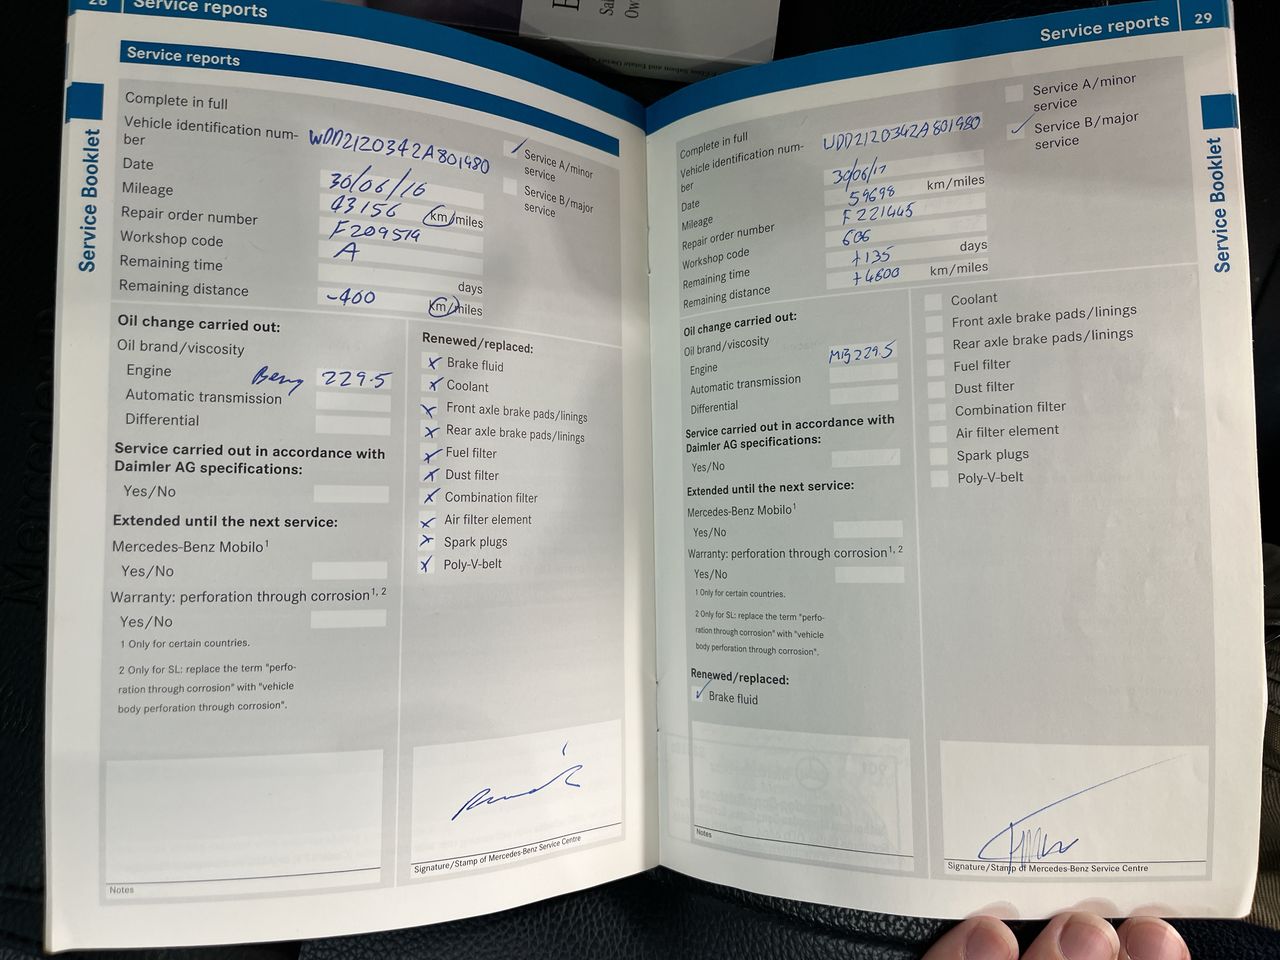 28 Service reports
Service reports
Service Booklet
Complete in full
Vehicle identification num-
ber
WDD2120342A801980
Service A/minor
service
Service B/major
service
Date
30/06/16
Mileage
43156 km/miles
Repair order number
F209514
Workshop code
A
Remaining time
days
Remaining distance
-400 km/miles
Oil change carried out:
Oil brand/viscosity
Engine
229.5
Automatic transmission
Differential
Service carried out in accordance with
Daimler AG specifications:
Yes/No
Extended until the next service:
Mercedes-Benz Mobilo1
Yes/No
Warranty: perforation through corrosion1, 2
Yes/No
1 Only for certain countries.
2 Only for SL: replace the term "perfo-
ration through corrosion" with "vehicle
body perforation through corrosion".
Renewed/replaced:
Brake fluid
Coolant
Front axle brake pads/linings
Rear axle brake pads/linings
Fuel filter
Dust filter
Combination filter
Air filter element
Spark plugs
Poly-V-belt
Notes
Signature/Stamp of Mercedes-Benz Service Centre
Service reports 29
Service Booklet
Complete in full
Vehicle identification num-
ber
WDD2120342A801980
Service A/minor
service
Service B/major
service
Date
30/06/17
Mileage
59698 km/miles
Repair order number
F221445
Workshop code
606
Remaining time
+135 days
Remaining distance
+4600 km/miles
Oil change carried out:
Oil brand/viscosity
Engine
MB229.5
Automatic transmission
Differential
Service carried out in accordance with
Daimler AG specifications:
Yes/No
Extended until the next service:
Mercedes-Benz Mobilo1
Yes/No
Warranty: perforation through corrosion1, 2
Yes/No
1 Only for certain countries.
2 Only for SL: replace the term "perfo-
ration through corrosion" with "vehicle
body perforation through corrosion".
Renewed/replaced:
Brake fluid
Coolant
Front axle brake pads/linings
Rear axle brake pads/linings
Fuel filter
Dust filter
Combination filter
Air filter element
Spark plugs
Poly-V-belt
Notes
Signature/Stamp of Mercedes-Benz Service Centre